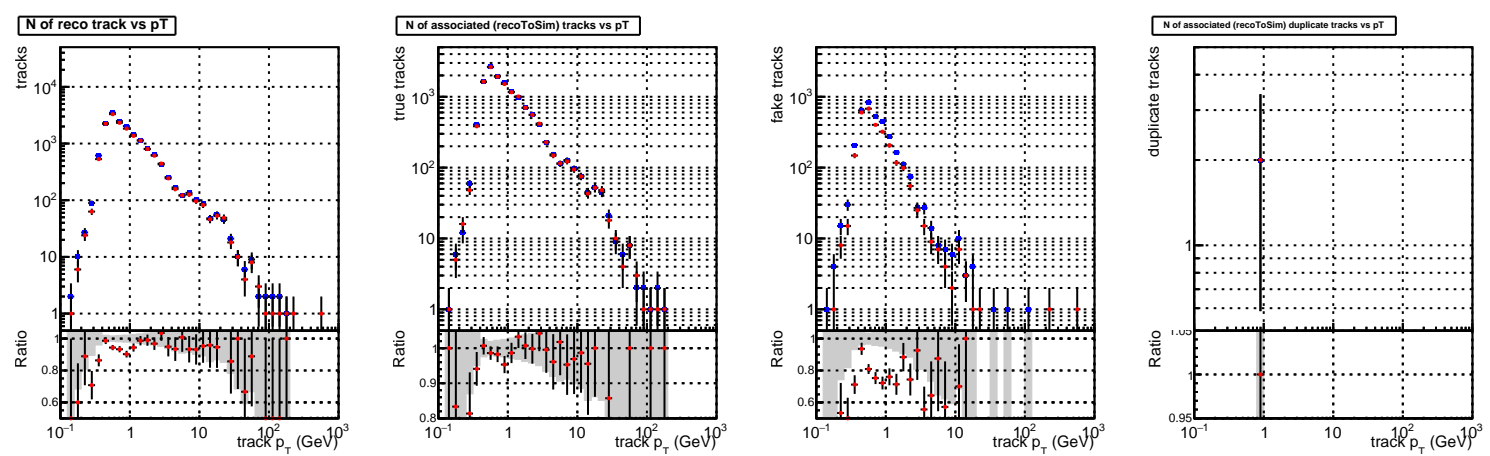 N of reco track vs pT
tracks
10^4
10^3
10^2
10
1
Ratio
1
0.8
0.6
10^-1 1 10 10^2 10^3
track p_T (GeV)
N of associated (recoToSim) tracks vs pT
true tracks
10^3
10^2
10
1
Ratio
1
0.9
0.8
10^-1 1 10 10^2 10^3
track p_T (GeV)
fake tracks
10^3
10^2
10
1
Ratio
1
0.8
0.6
10^-1 1 10 10^2 10^3
track p_T (GeV)
N of associated (recoToSim) duplicate tracks vs pT
duplicate tracks
1
Ratio
1.05
1
0.95
10^-1 1 10 10^2 10^3
track p_T (GeV)